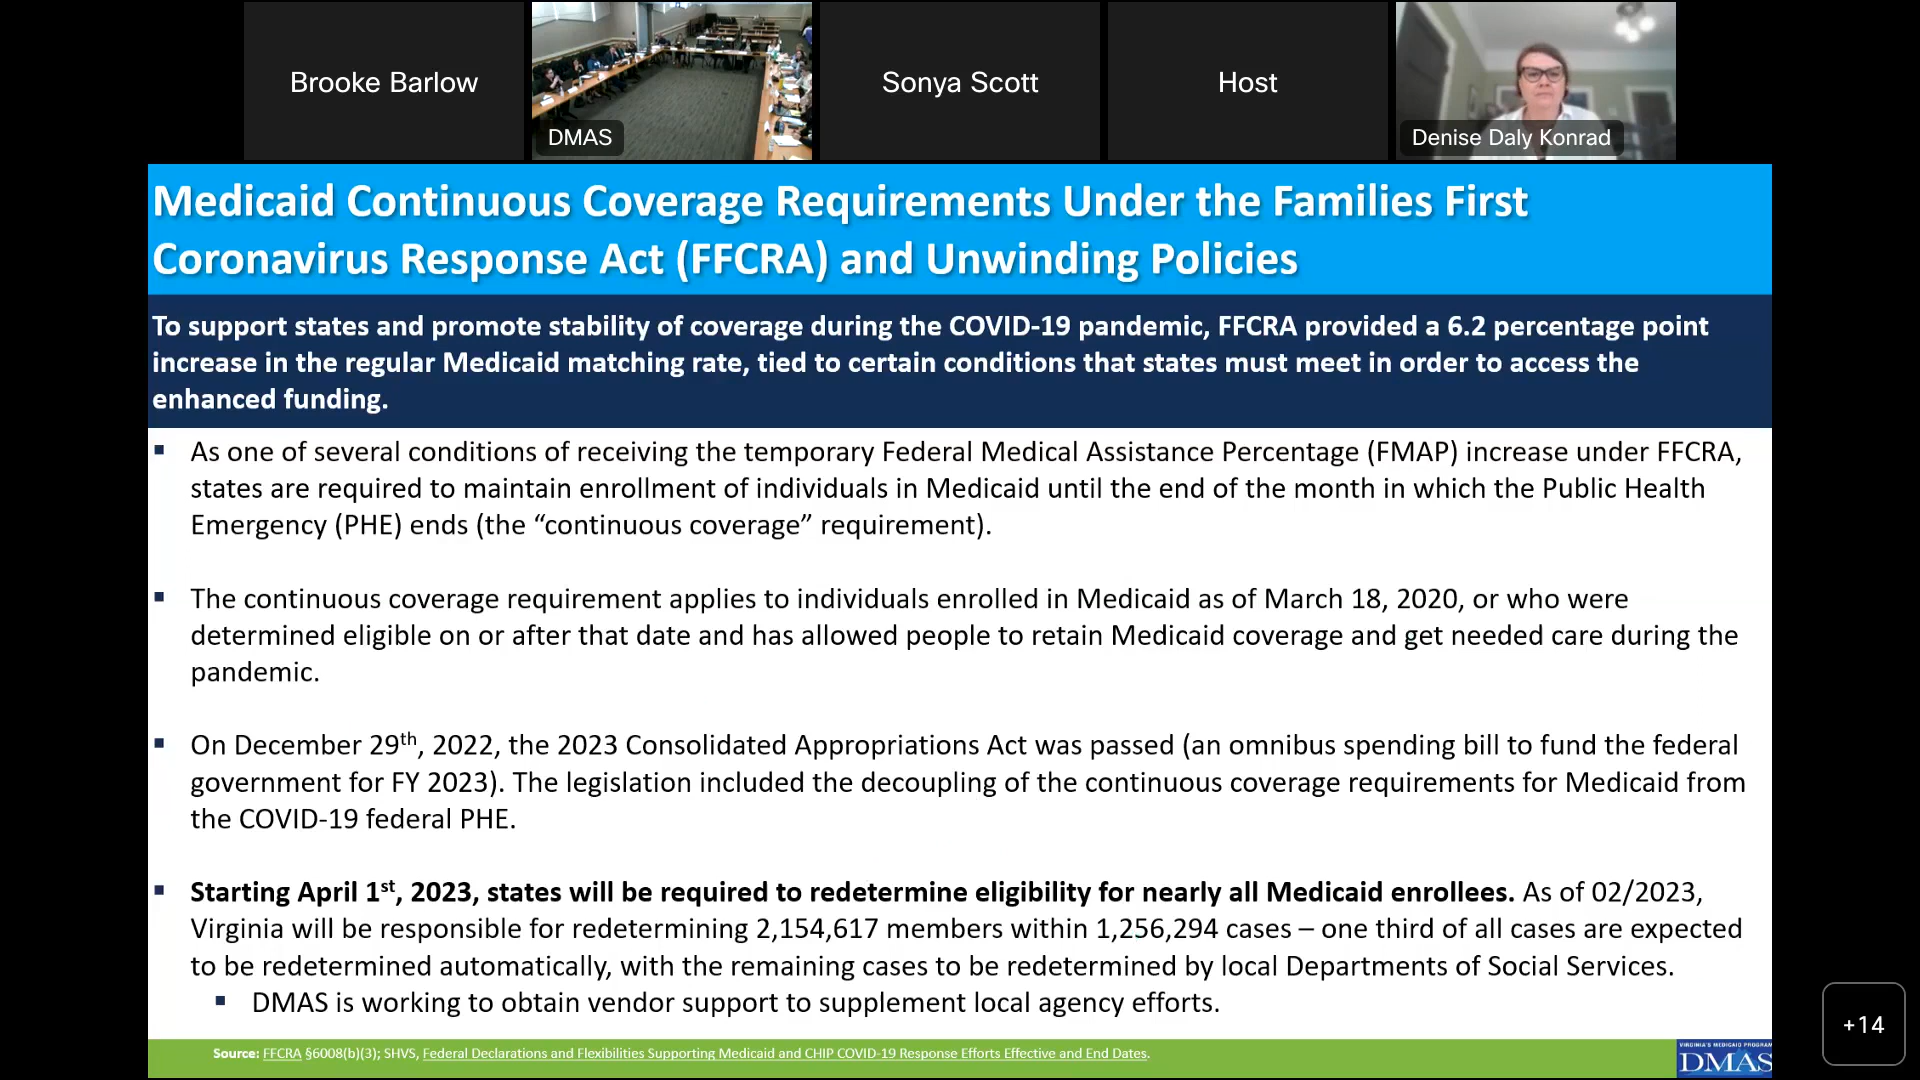 Brooke Barlow
DMAS
Sonya Scott
Host
Denise Daly Konrad
Medicaid Continuous Coverage Requirements Under the Families First
Coronavirus Response Act (FFCRA) and Unwinding Policies
To support states and promote stability of coverage during the COVID-19 pandemic, FFCRA provided a 6.2 percentage point
increase in the regular Medicaid matching rate, tied to certain conditions that states must meet in order to access the
enhanced funding.
▪ As one of several conditions of receiving the temporary Federal Medical Assistance Percentage (FMAP) increase under FFCRA,
states are required to maintain enrollment of individuals in Medicaid until the end of the month in which the Public Health
Emergency (PHE) ends (the “continuous coverage” requirement).
▪ The continuous coverage requirement applies to individuals enrolled in Medicaid as of March 18, 2020, or who were
determined eligible on or after that date and has allowed people to retain Medicaid coverage and get needed care during the
pandemic.
▪ On December 29th, 2022, the 2023 Consolidated Appropriations Act was passed (an omnibus spending bill to fund the federal
government for FY 2023). The legislation included the decoupling of the continuous coverage requirements for Medicaid from
the COVID-19 federal PHE.
▪ Starting April 1st, 2023, states will be required to redetermine eligibility for nearly all Medicaid enrollees. As of 02/2023,
Virginia will be responsible for redetermining 2,154,617 members within 1,256,294 cases – one third of all cases are expected
to be redetermined automatically, with the remaining cases to be redetermined by local Departments of Social Services.
▪ DMAS is working to obtain vendor support to supplement local agency efforts.
Source: FFCRA §6008(b)(3); SHVS, Federal Declarations and Flexibilities Supporting Medicaid and CHIP COVID-19 Response Efforts Effective and End Dates.
VIRGINIA'S MEDICAID PROGRAM
DMAS
+14